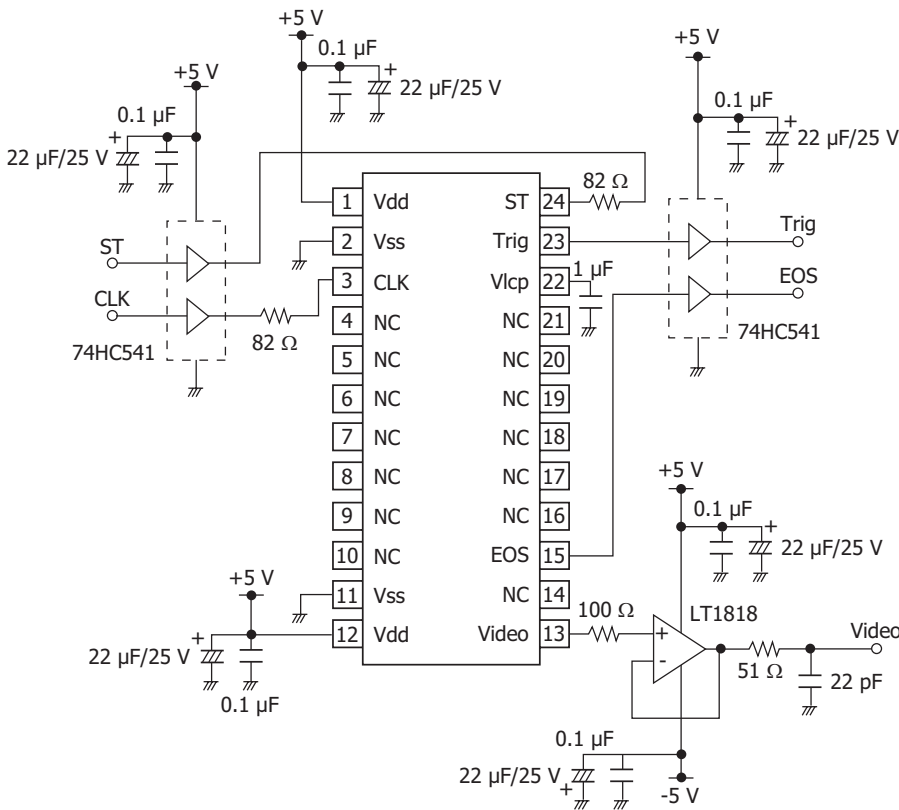 +5 V
+5 V
0.1 µF
+
22 µF/25 V
+5 V
0.1 µF
+
22 µF/25 V
0.1 µF
+
22 µF/25 V
82 Ω
1 Vdd ST 24
ST
2 Vss Trig 23
Trig
3 CLK Vlcp 22
1 µF
EOS
CLK
82 Ω
74HC541
74HC541
4 NC NC 21
5 NC NC 20
6 NC NC 19
7 NC NC 18
8 NC NC 17
9 NC NC 16
10 NC EOS 15
11 Vss NC 14
12 Vdd Video 13
+5 V
0.1 µF
+
22 µF/25 V
+5 V
+
22 µF/25 V
0.1 µF
100 Ω
LT1818
+
-
51 Ω
Video
22 pF
0.1 µF
22 µF/25 V
+
-5 V